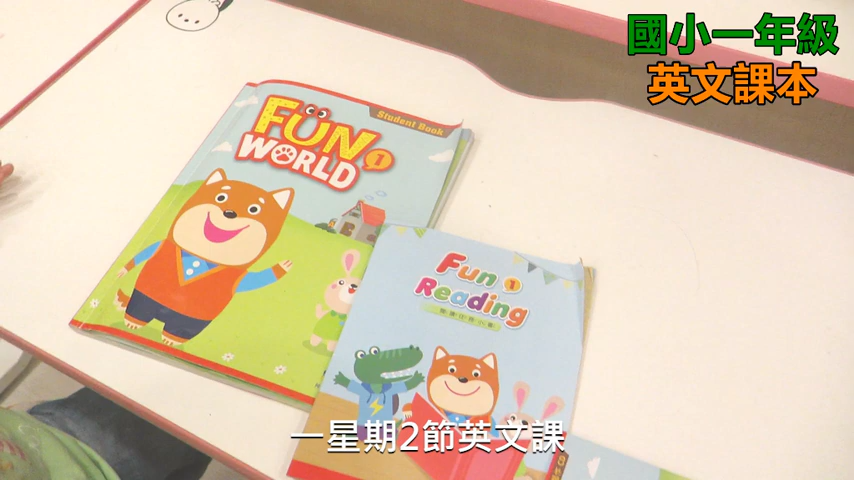 國小一年級
英文課本
Student Book
FUN
WORLD
1
Fun 1
Reading
一星期2節英文課